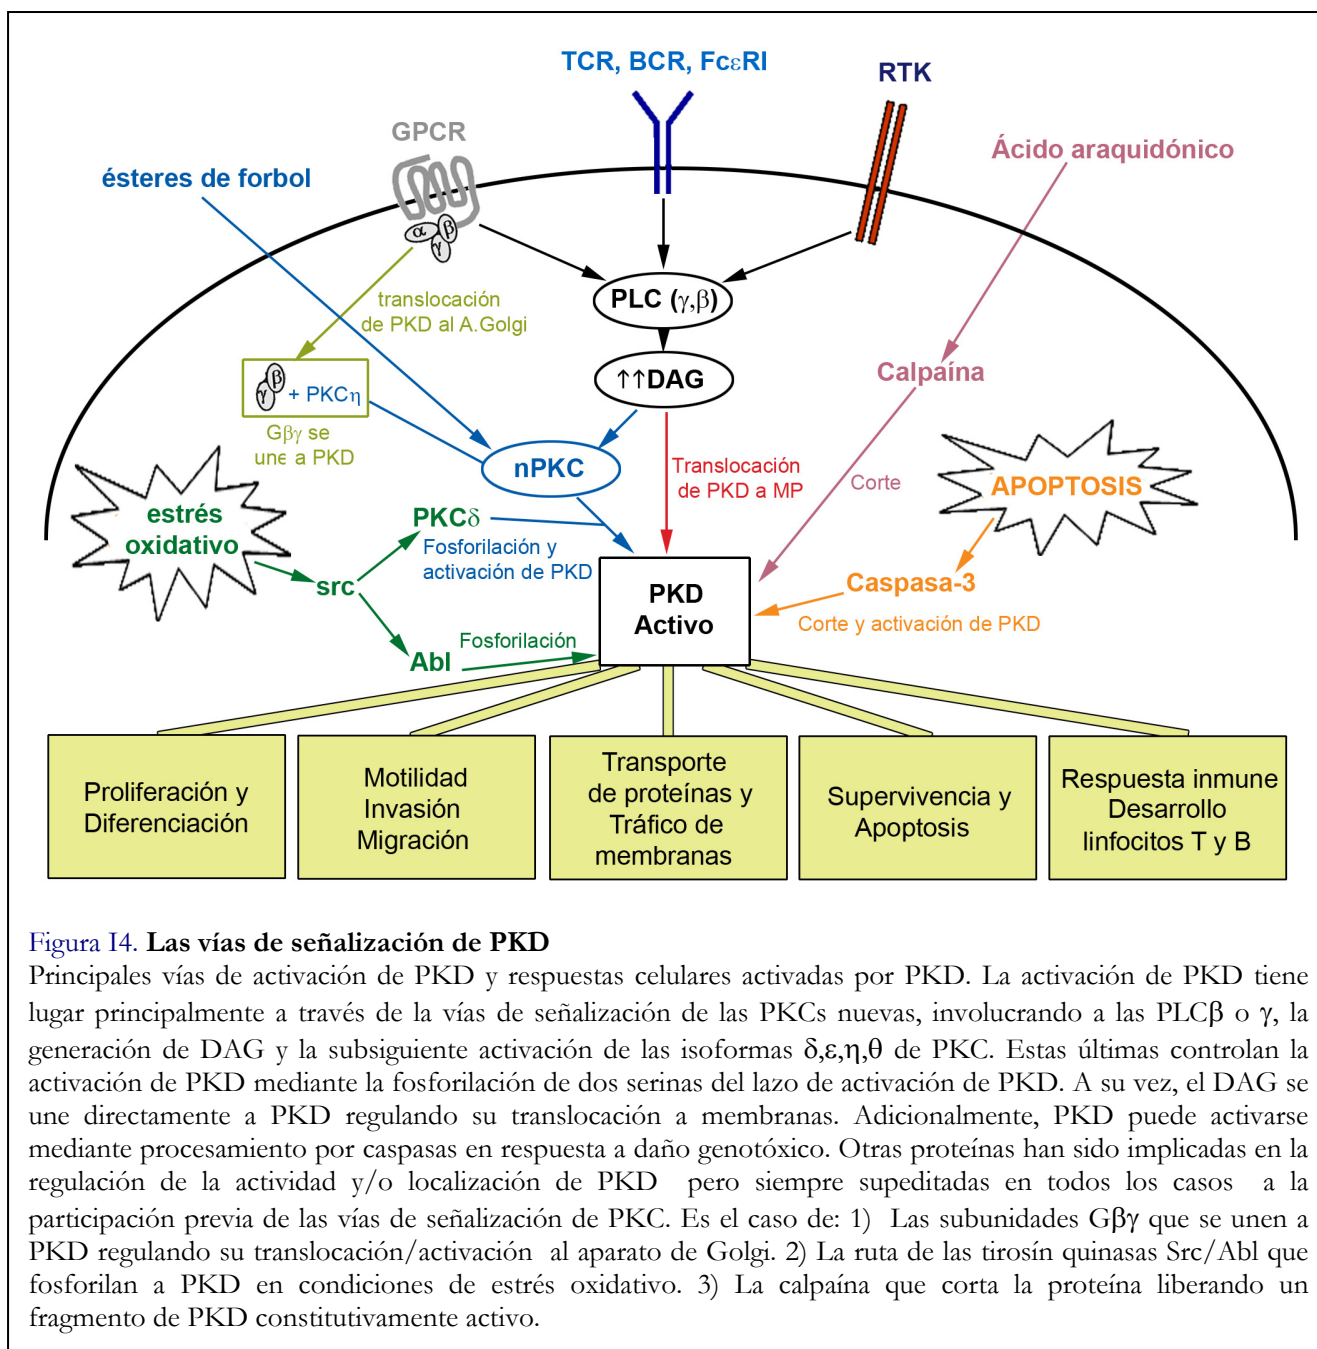 TCR, BCR, FcεRI
RTK
GPCR
Ácido araquidónico
ésteres de forbol
α
β
γ
translocación
de PKD al A.Golgi
PLC (γ,β)
↑↑DAG
Calpaína
β
γ
+ PKCη
Gβγ se
une a PKD
nPKC
Translocación
de PKD a MP
Corte
APOPTOSIS
estrés
oxidativo
PKCδ
Fosforilación y
activación de PKD
src
PKD
Activo
Caspasa-3
Corte y activación de PKD
Fosforilación
Abl
Proliferación y
Diferenciación
Motilidad
Invasión
Migración
Transporte
de proteínas y
Tráfico de
membranas
Supervivencia y
Apoptosis
Respuesta inmune
Desarrollo
linfocitos T y B
Figura I4. Las vías de señalización de PKD
Principales vías de activación de PKD y respuestas celulares activadas por PKD. La activación de PKD tiene
lugar principalmente a través de la vías de señalización de las PKCs nuevas, involucrando a las PLCβ o γ, la
generación de DAG y la subsiguiente activación de las isoformas δ,ε,η,θ de PKC. Estas últimas controlan la
activación de PKD mediante la fosforilación de dos serinas del lazo de activación de PKD. A su vez, el DAG se
une directamente a PKD regulando su translocación a membranas. Adicionalmente, PKD puede activarse
mediante procesamiento por caspasas en respuesta a daño genotóxico. Otras proteínas han sido implicadas en la
regulación de la actividad y/o localización de PKD pero siempre supeditadas en todos los casos a la
participación previa de las vías de señalización de PKC. Es el caso de: 1) Las subunidades Gβγ que se unen a
PKD regulando su translocación/activación al aparato de Golgi. 2) La ruta de las tirosín quinasas Src/Abl que
fosforilan a PKD en condiciones de estrés oxidativo. 3) La calpaína que corta la proteína liberando un
fragmento de PKD constitutivamente activo.